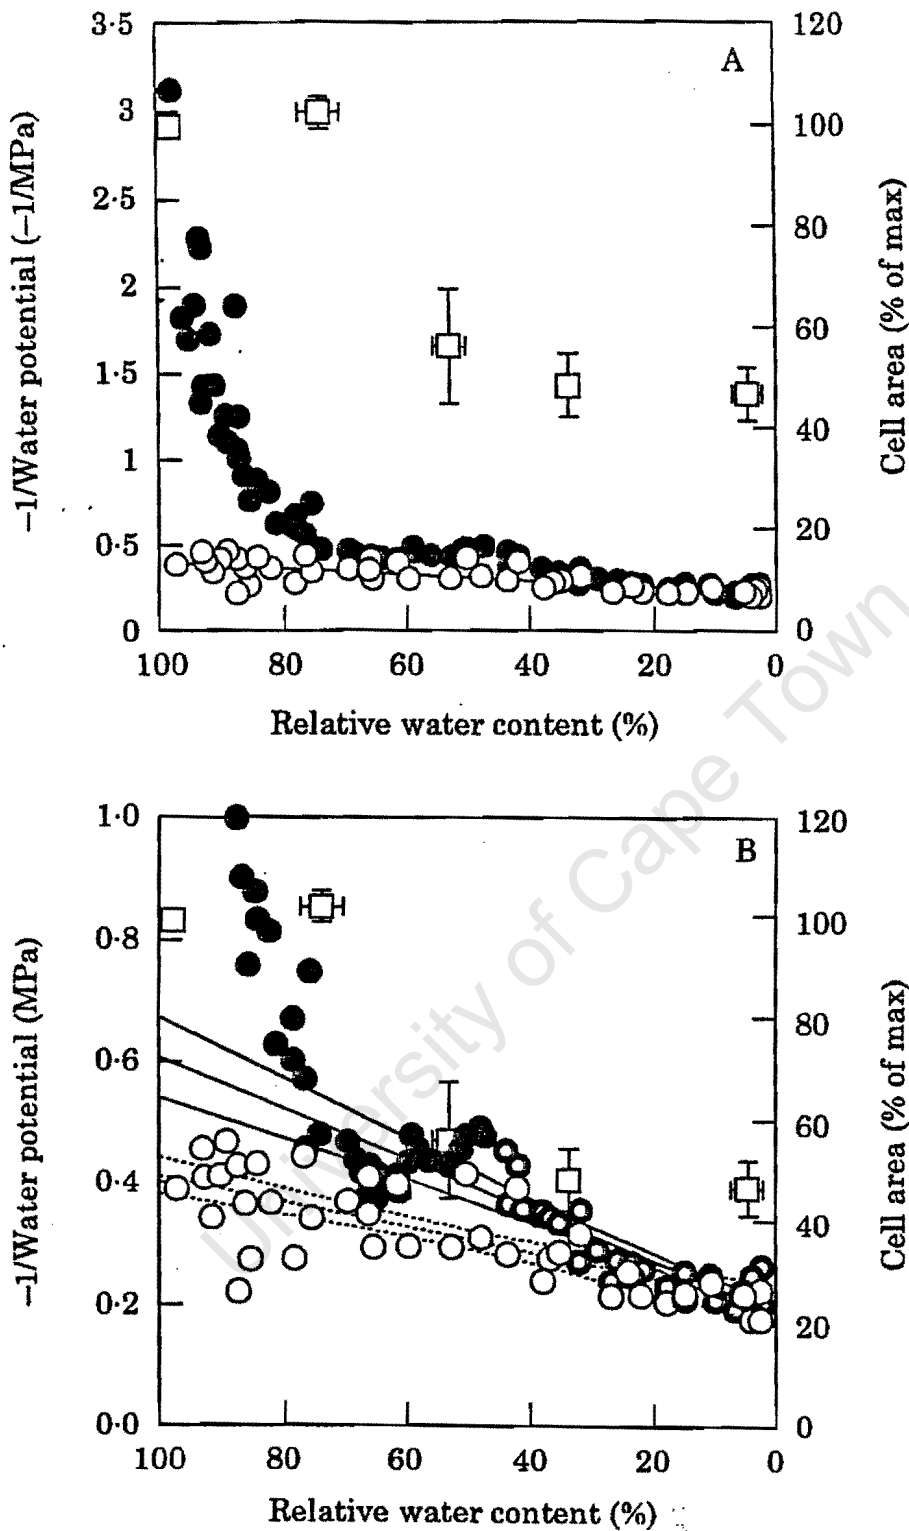 A
3·5
3
2·5
2
1·5
1
0·5
0
120
100
80
60
40
20
0
100 80 60 40 20 0
−1/Water potential (−1/MPa)
Cell area (% of max)
Relative water content (%)
B
1·0
0·8
0·6
0·4
0·2
0·0
120
100
80
60
40
20
0
100 80 60 40 20 0
−1/Water potential (MPa)
Cell area (% of max)
Relative water content (%)
University of Cape Town